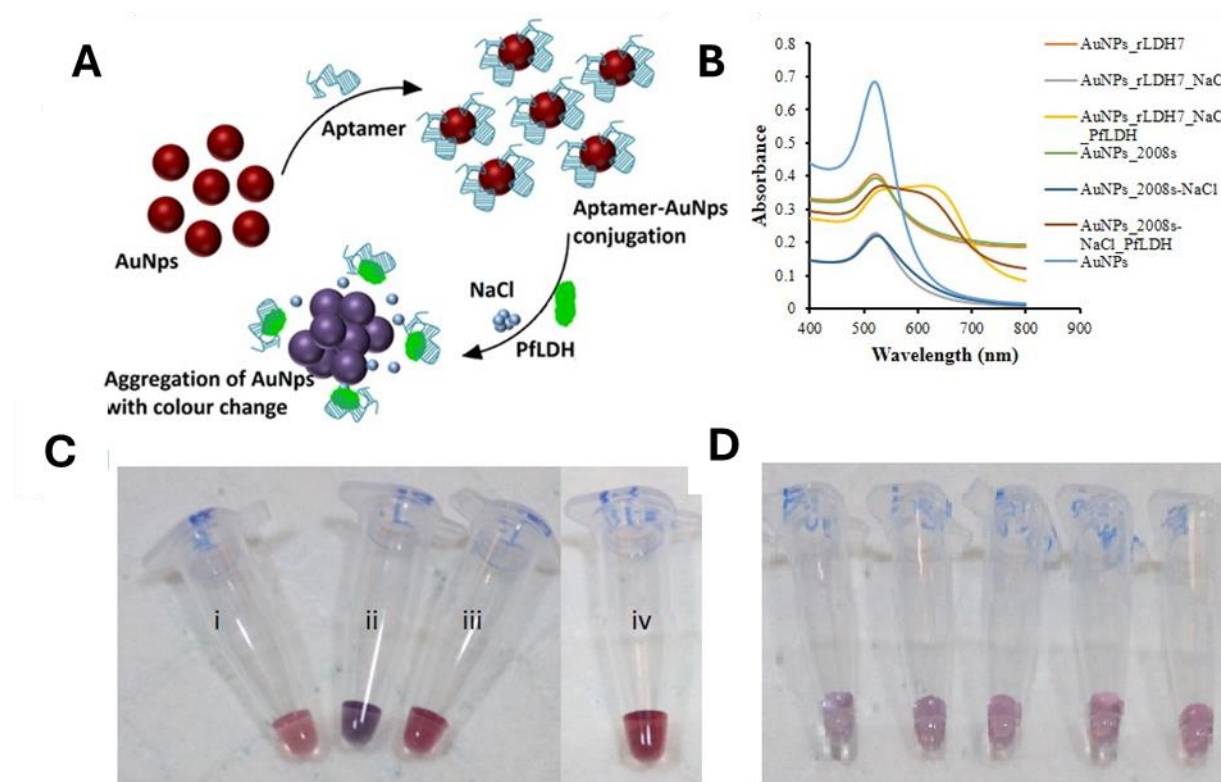 A
Aptamer
AuNps
Aptamer-AuNps
conjugation
NaCl
PfLDH
Aggregation of AuNps
with colour change
B
Absorbance
0.8
0.7
0.6
0.5
0.4
0.3
0.2
0.1
0
400
500
600
700
800
900
Wavelength (nm)
AuNPs_rLDH7
AuNPs_rLDH7_NaC
AuNPs_rLDH7_NaC
_PfLDH
AuNPs_2008s
AuNPs_2008s-NaCl
AuNPs_2008s-
NaCl_PfLDH
AuNPs
C
i
ii
iii
iv
D